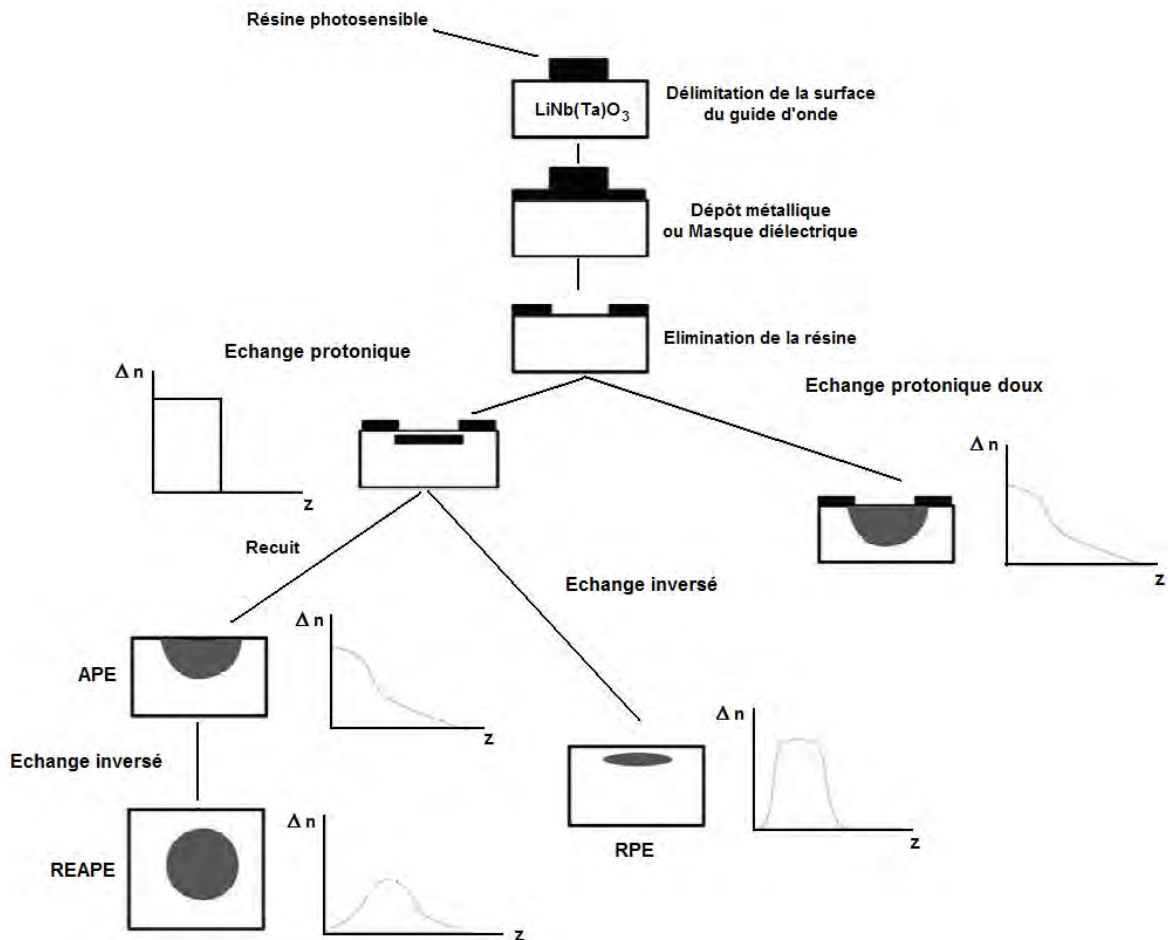 Résine photosensible
LiNb(Ta)O3
Délimitation de la surface
du guide d'onde
Dépôt métallique
ou Masque diélectrique
Elimination de la résine
Echange protonique
Δ n
z
Echange protonique doux
Δ n
z
Recuit
Echange inversé
APE
Δ n
z
Echange inversé
RPE
Δ n
z
REAPE
Δ n
z